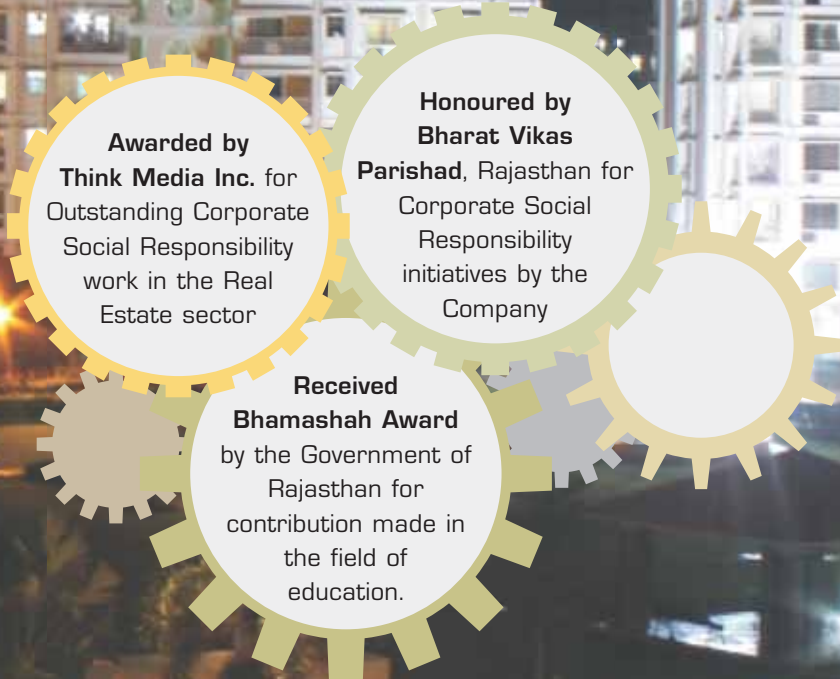 Awarded by
Think Media Inc. for
Outstanding Corporate
Social Responsibility
work in the Real
Estate sector
Honoured by
Bharat Vikas
Parishad, Rajasthan for
Corporate Social
Responsibility
initiatives by the
Company
Received
Bhamashah Award
by the Government of
Rajasthan for
contribution made in
the field of
education.